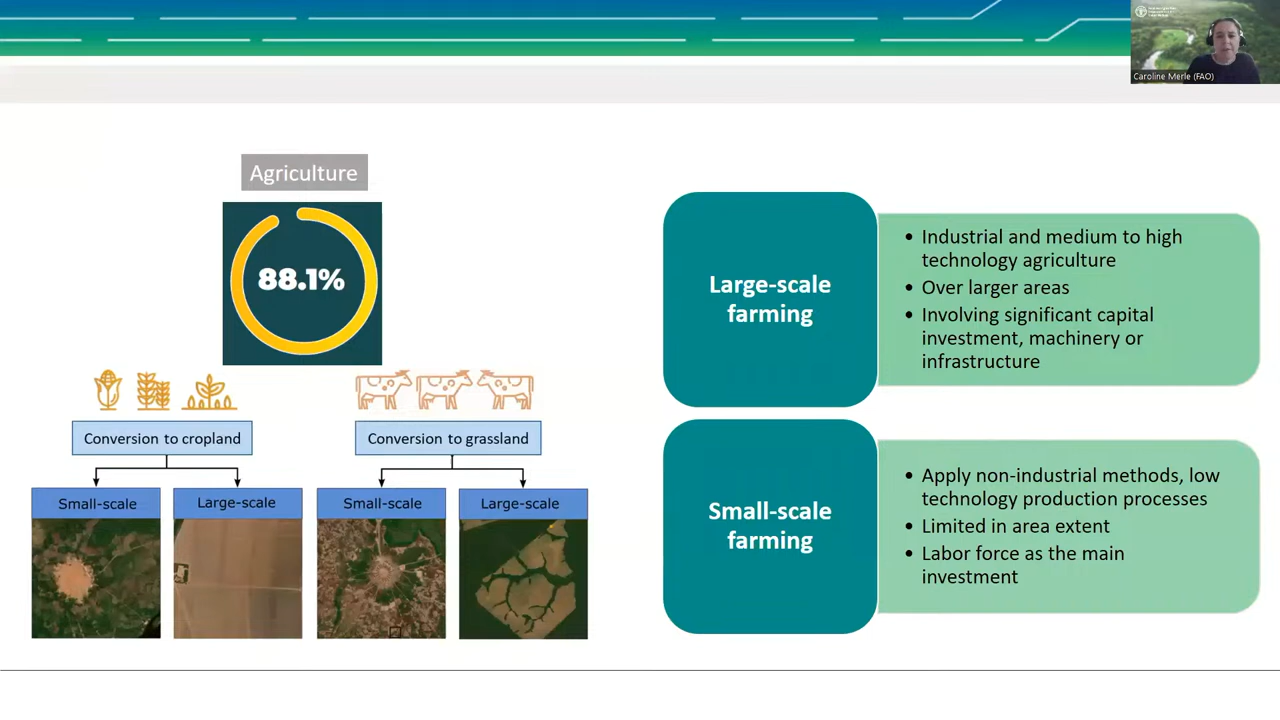 Caroline Merle (FAO)
Agriculture
88.1%
Conversion to cropland
Conversion to grassland
Small-scale
Large-scale
Small-scale
Large-scale
Large-scale
farming
• Industrial and medium to high
technology agriculture
• Over larger areas
• Involving significant capital
investment, machinery or
infrastructure
Small-scale
farming
• Apply non-industrial methods, low
technology production processes
• Limited in area extent
• Labor force as the main
investment